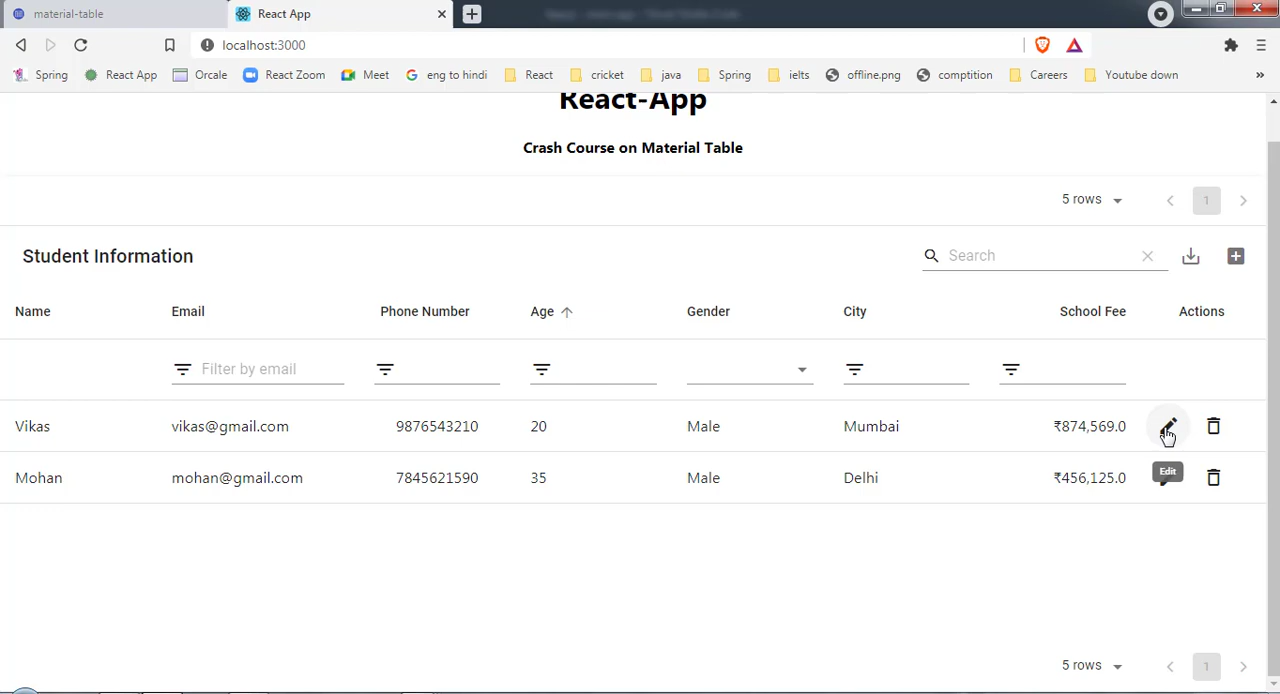 material-table
React App
localhost:3000
Spring React App Orcale React Zoom Meet eng to hindi React cricket java Spring ielts offline.png comptition Careers Youtube down »
React-App
Crash Course on Material Table
5 rows 1
Student Information Search
Name Email Phone Number Age Gender City School Fee Actions
Filter by email
Vikas vikas@gmail.com 9876543210 20 Male Mumbai ₹874,569.0
Edit
Mohan mohan@gmail.com 7845621590 35 Male Delhi ₹456,125.0
5 rows 1